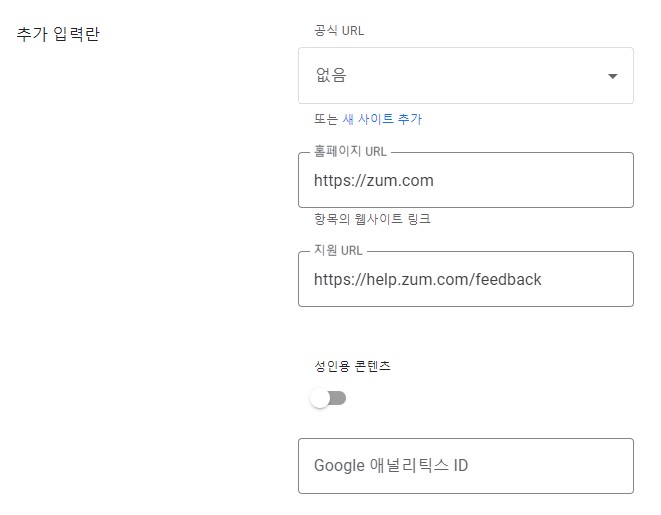 추가 입력란
공식 URL
없음
또는 새 사이트 추가
홈페이지 URL
https://zum.com
항목의 웹사이트 링크
지원 URL
https://help.zum.com/feedback
성인용 콘텐츠
Google 애널리틱스 ID